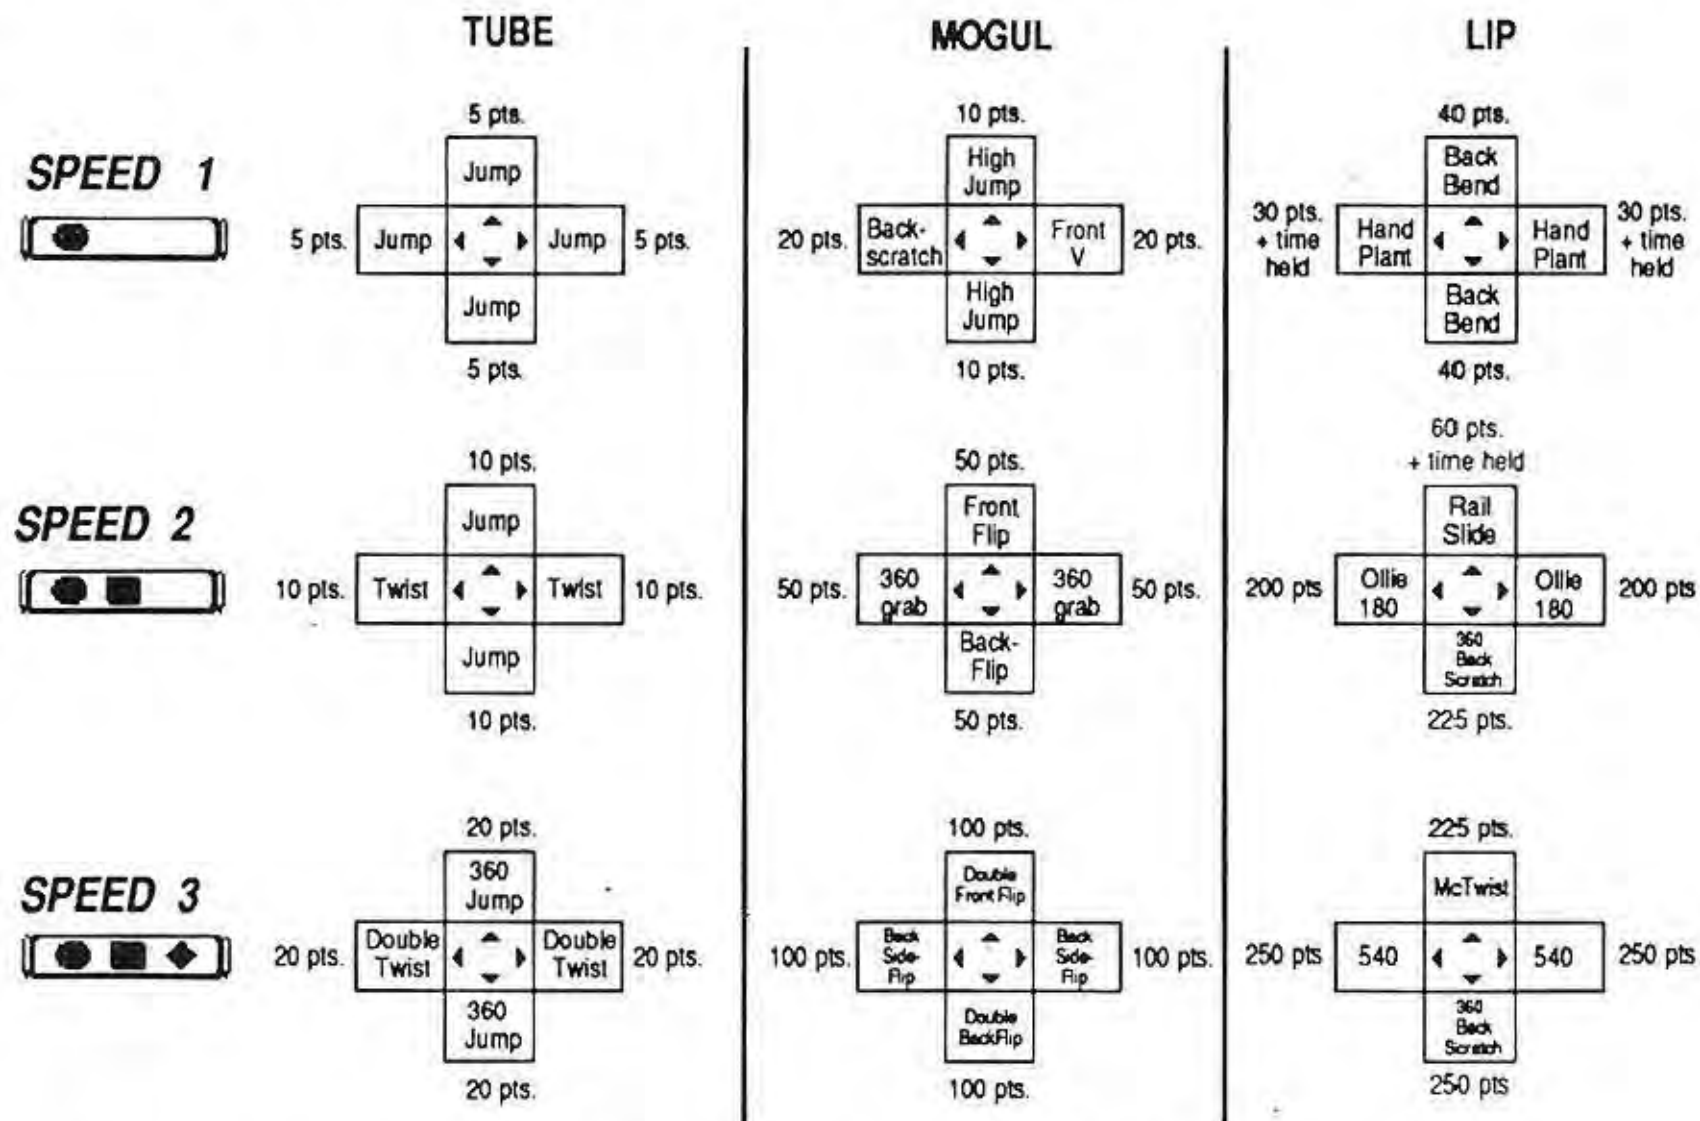 TUBE
MOGUL
LIP
SPEED 1
5 pts.
Jump
5 pts.
Jump
Jump
5 pts.
Jump
5 pts.
10 pts.
High
Jump
20 pts.
Back-
scratch
Front
V
20 pts.
High
Jump
10 pts.
40 pts.
Back
Bend
30 pts.
+ time
held
Hand
Plant
Hand
Plant
30 pts.
+ time
held
Back
Bend
40 pts.
SPEED 2
10 pts.
Jump
10 pts.
Twist
Twist
10 pts.
Jump
10 pts.
50 pts.
Front
Flip
50 pts.
360
grab
360
grab
50 pts.
Back-
Flip
50 pts.
60 pts.
+ time held
Rail
Slide
200 pts
Ollie
180
Ollie
180
200 pts
360
Back
Scratch
225 pts.
SPEED 3
20 pts.
360
Jump
20 pts.
Double
Twist
Double
Twist
20 pts.
360
Jump
20 pts.
100 pts.
Double
Front Flip
100 pts.
Back
Side-
Flip
Back
Side-
Flip
100 pts.
Double
BackFlip
100 pts.
225 pts.
McTwist
250 pts
540
540
250 pts
360
Back
Scratch
250 pts